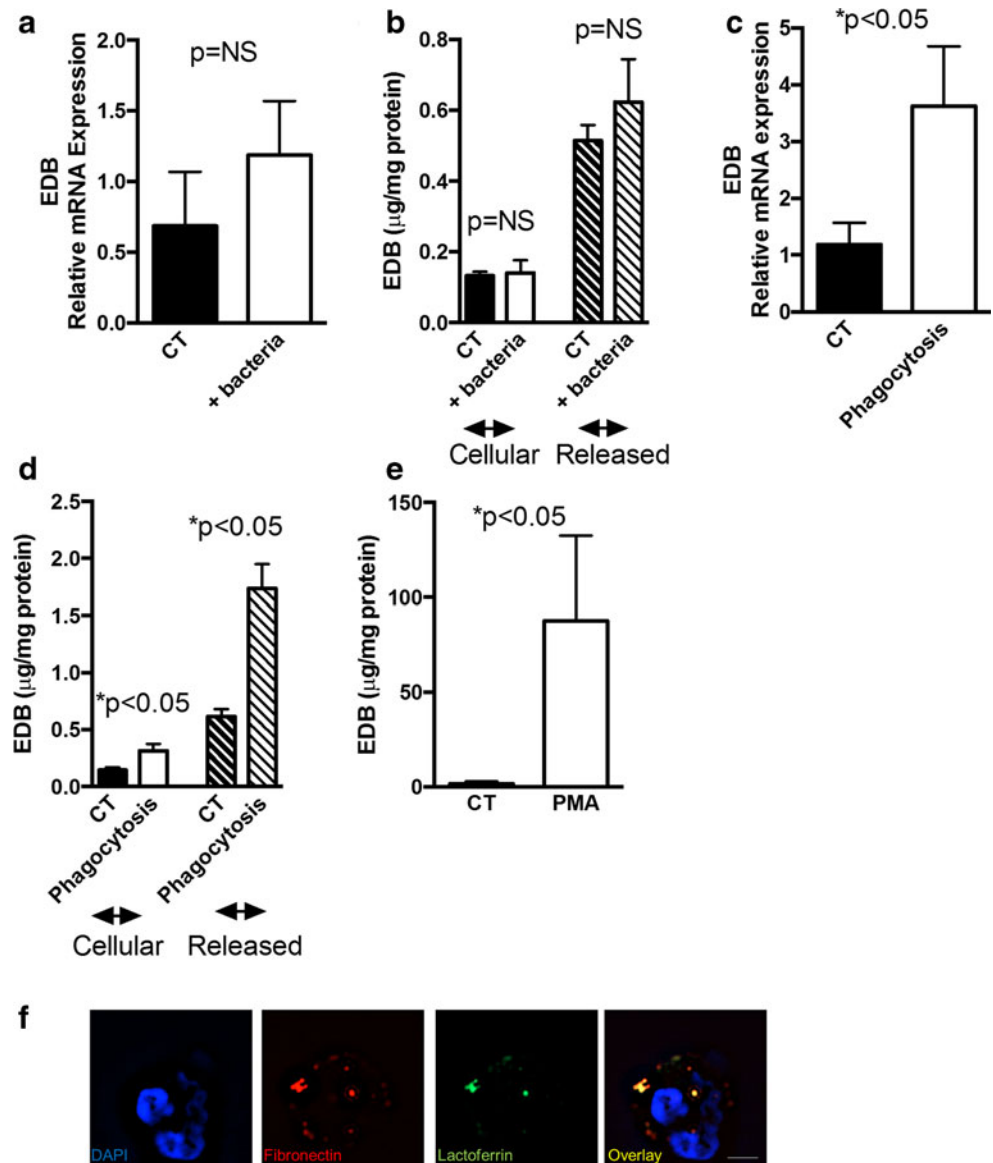 a
p=NS
EDB
Relative mRNA Expression
2.0
1.5
1.0
0.5
0.0
CT
+ bacteria
b
p=NS
p=NS
EDB (μg/mg protein)
0.8
0.6
0.4
0.2
0.0
CT
+ bacteria
CT
+ bacteria
Cellular
Released
c
*p<0.05
EDB
Relative mRNA expression
5
4
3
2
1
0
CT
Phagocytosis
d
*p<0.05
*p<0.05
EDB (μg/mg protein)
2.5
2.0
1.5
1.0
0.5
0.0
CT
Phagocytosis
CT
Phagocytosis
Cellular
Released
e
*p<0.05
EDB (μg/mg protein)
150
100
50
0
CT
PMA
f
DAPI
Fibronectin
Lactoferrin
Overlay